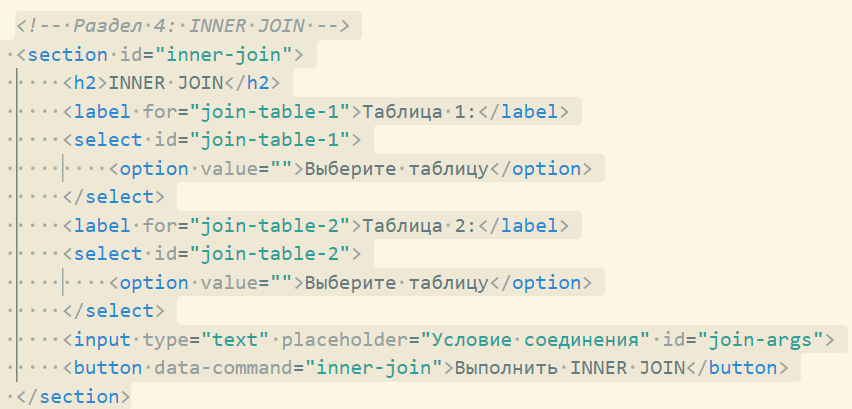 <!-- Раздел 4: INNER JOIN -->
<section id="inner-join">
<h2>INNER JOIN</h2>
<label for="join-table-1">Таблица 1:</label>
<select id="join-table-1">
<option value="">Выберите таблицу</option>
</select>
<label for="join-table-2">Таблица 2:</label>
<select id="join-table-2">
<option value="">Выберите таблицу</option>
</select>
<input type="text" placeholder="Условие соединения" id="join-args">
<button data-command="inner-join">Выполнить INNER JOIN</button>
</section>